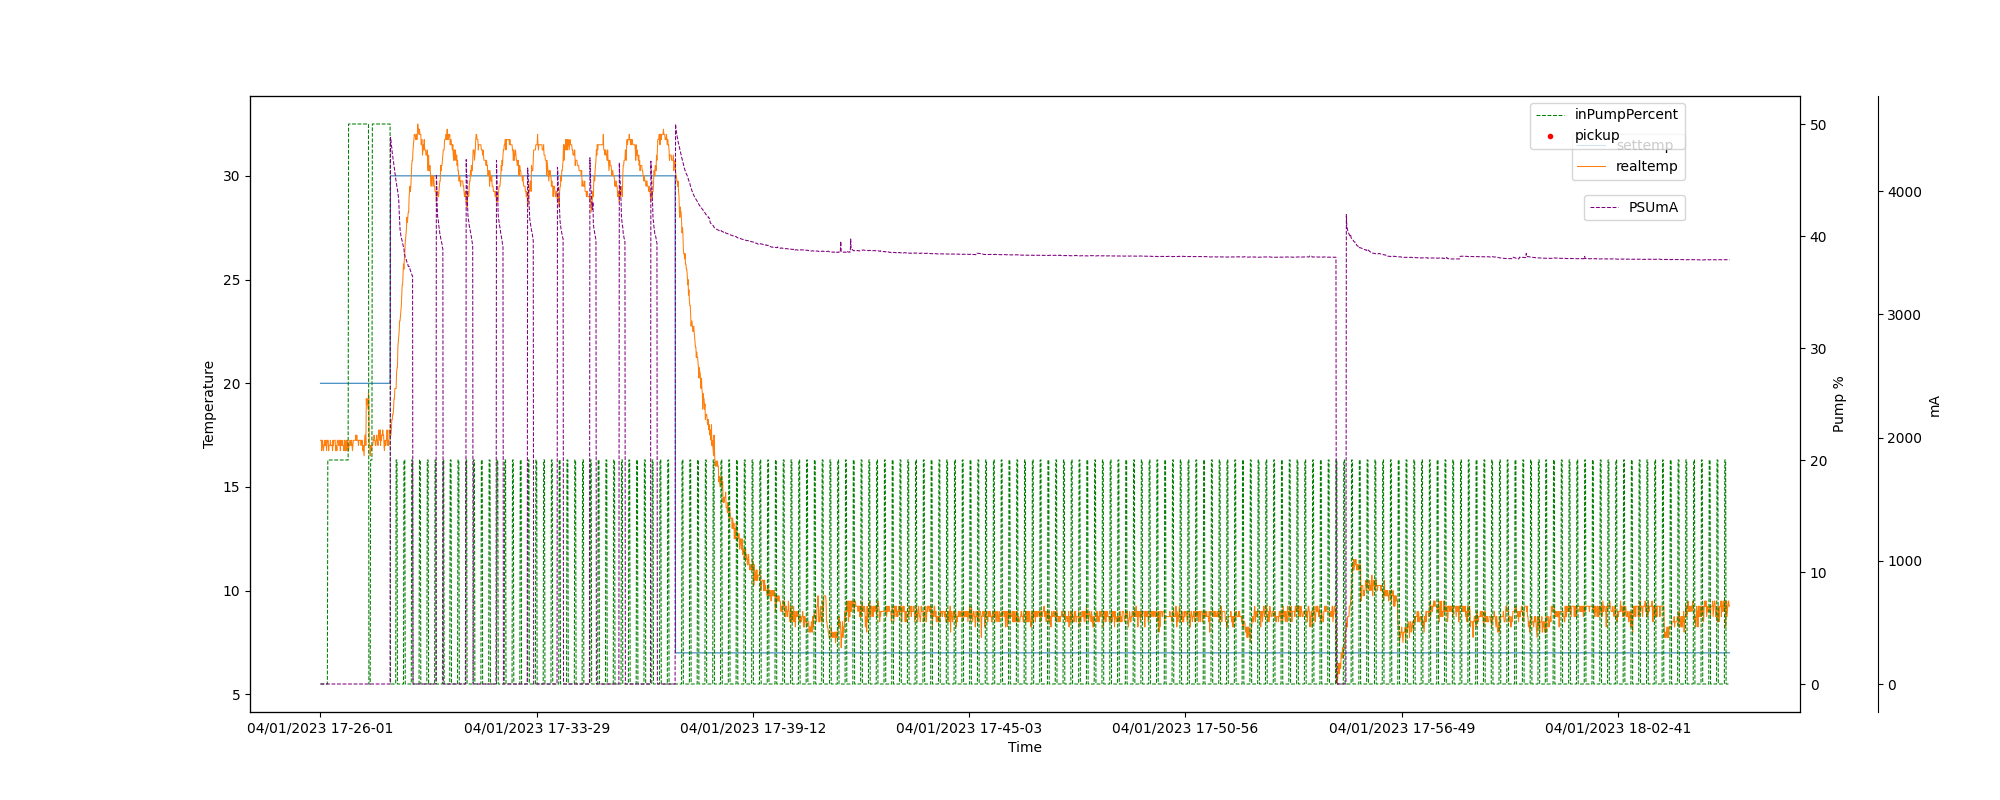 inPumpPercent
pickup
settemp
realtemp
PSUmA
Temperature
30
25
20
15
10
5
50
40
30
20
10
0
Pump %
4000
3000
2000
1000
0
mA
04/01/2023 17-26-01
04/01/2023 17-33-29
04/01/2023 17-39-12
04/01/2023 17-45-03
04/01/2023 17-50-56
04/01/2023 17-56-49
04/01/2023 18-02-41
Time